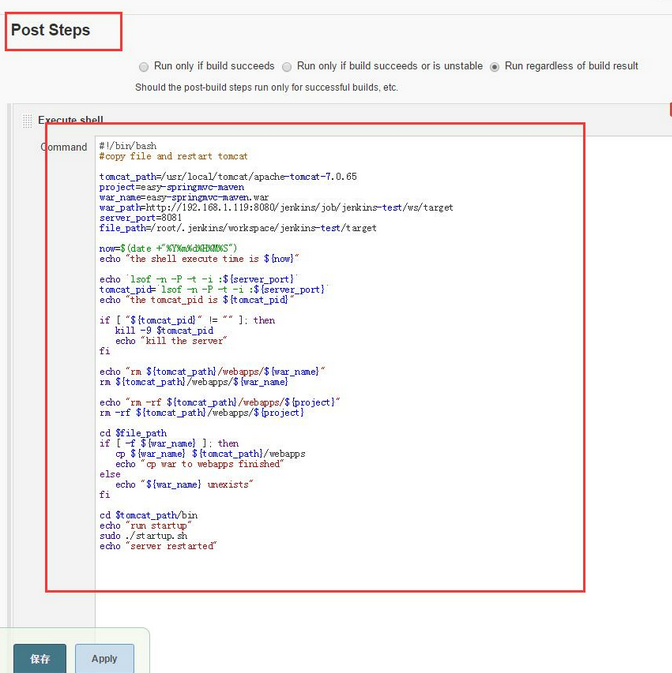 Post Steps
Run only if build succeeds Run only if build succeeds or is unstable Run regardless of build result
Should the post-build steps run only for successful builds, etc.
Execute shell
Command
#!/bin/bash
#copy file and restart tomcat
tomcat_path=/usr/local/tomcat/apache-tomcat-7.0.65
project=easy-springmvc-maven
war_name=easy-springmvc-maven.war
war_path=http://192.168.1.119:8080/jenkins/job/jenkins-test/ws/target
server_port=8081
file_path=/root/.jenkins/workspace/jenkins-test/target
now=$(date +"%Y%m%d%H%M%S")
echo "the shell execute time is ${now}"
echo `lsof -n -P -t -i :${server_port}`
tomcat_pid=`lsof -n -P -t -i :${server_port}`
echo "the tomcat_pid is ${tomcat_pid}"
if [ "${tomcat_pid}" != "" ]; then
kill -9 $tomcat_pid
echo "kill the server"
fi
echo "rm ${tomcat_path}/webapps/${war_name}"
rm ${tomcat_path}/webapps/${war_name}
echo "rm -rf ${tomcat_path}/webapps/${project}"
rm -rf ${tomcat_path}/webapps/${project}
cd $file_path
if [ -f ${war_name} ]; then
cp ${war_name} ${tomcat_path}/webapps
echo "cp war to webapps finished"
else
echo "${war_name} unexists"
fi
cd $tomcat_path/bin
echo "run startup"
sudo ./startup.sh
echo "server restarted"
保存 Apply